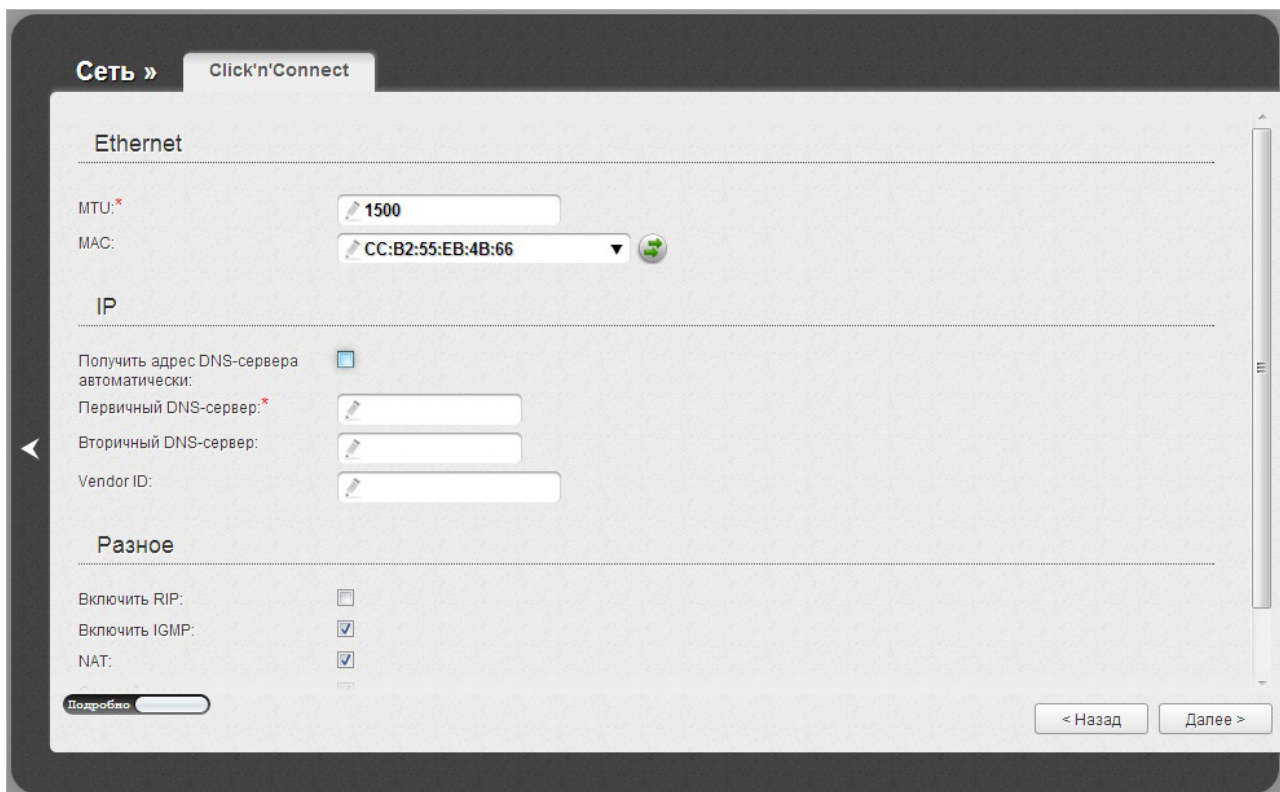 Сеть »
Click'n'Connect
Ethernet
MTU:*
1500
MAC:
CC:B2:55:EB:4B:66
IP
Получить адрес DNS-сервера
автоматически:
Первичный DNS-сервер:*
Вторичный DNS-сервер:
Vendor ID:
Разное
Включить RIP:
Включить IGMP:
NAT:
Подробно
< Назад
Далее >